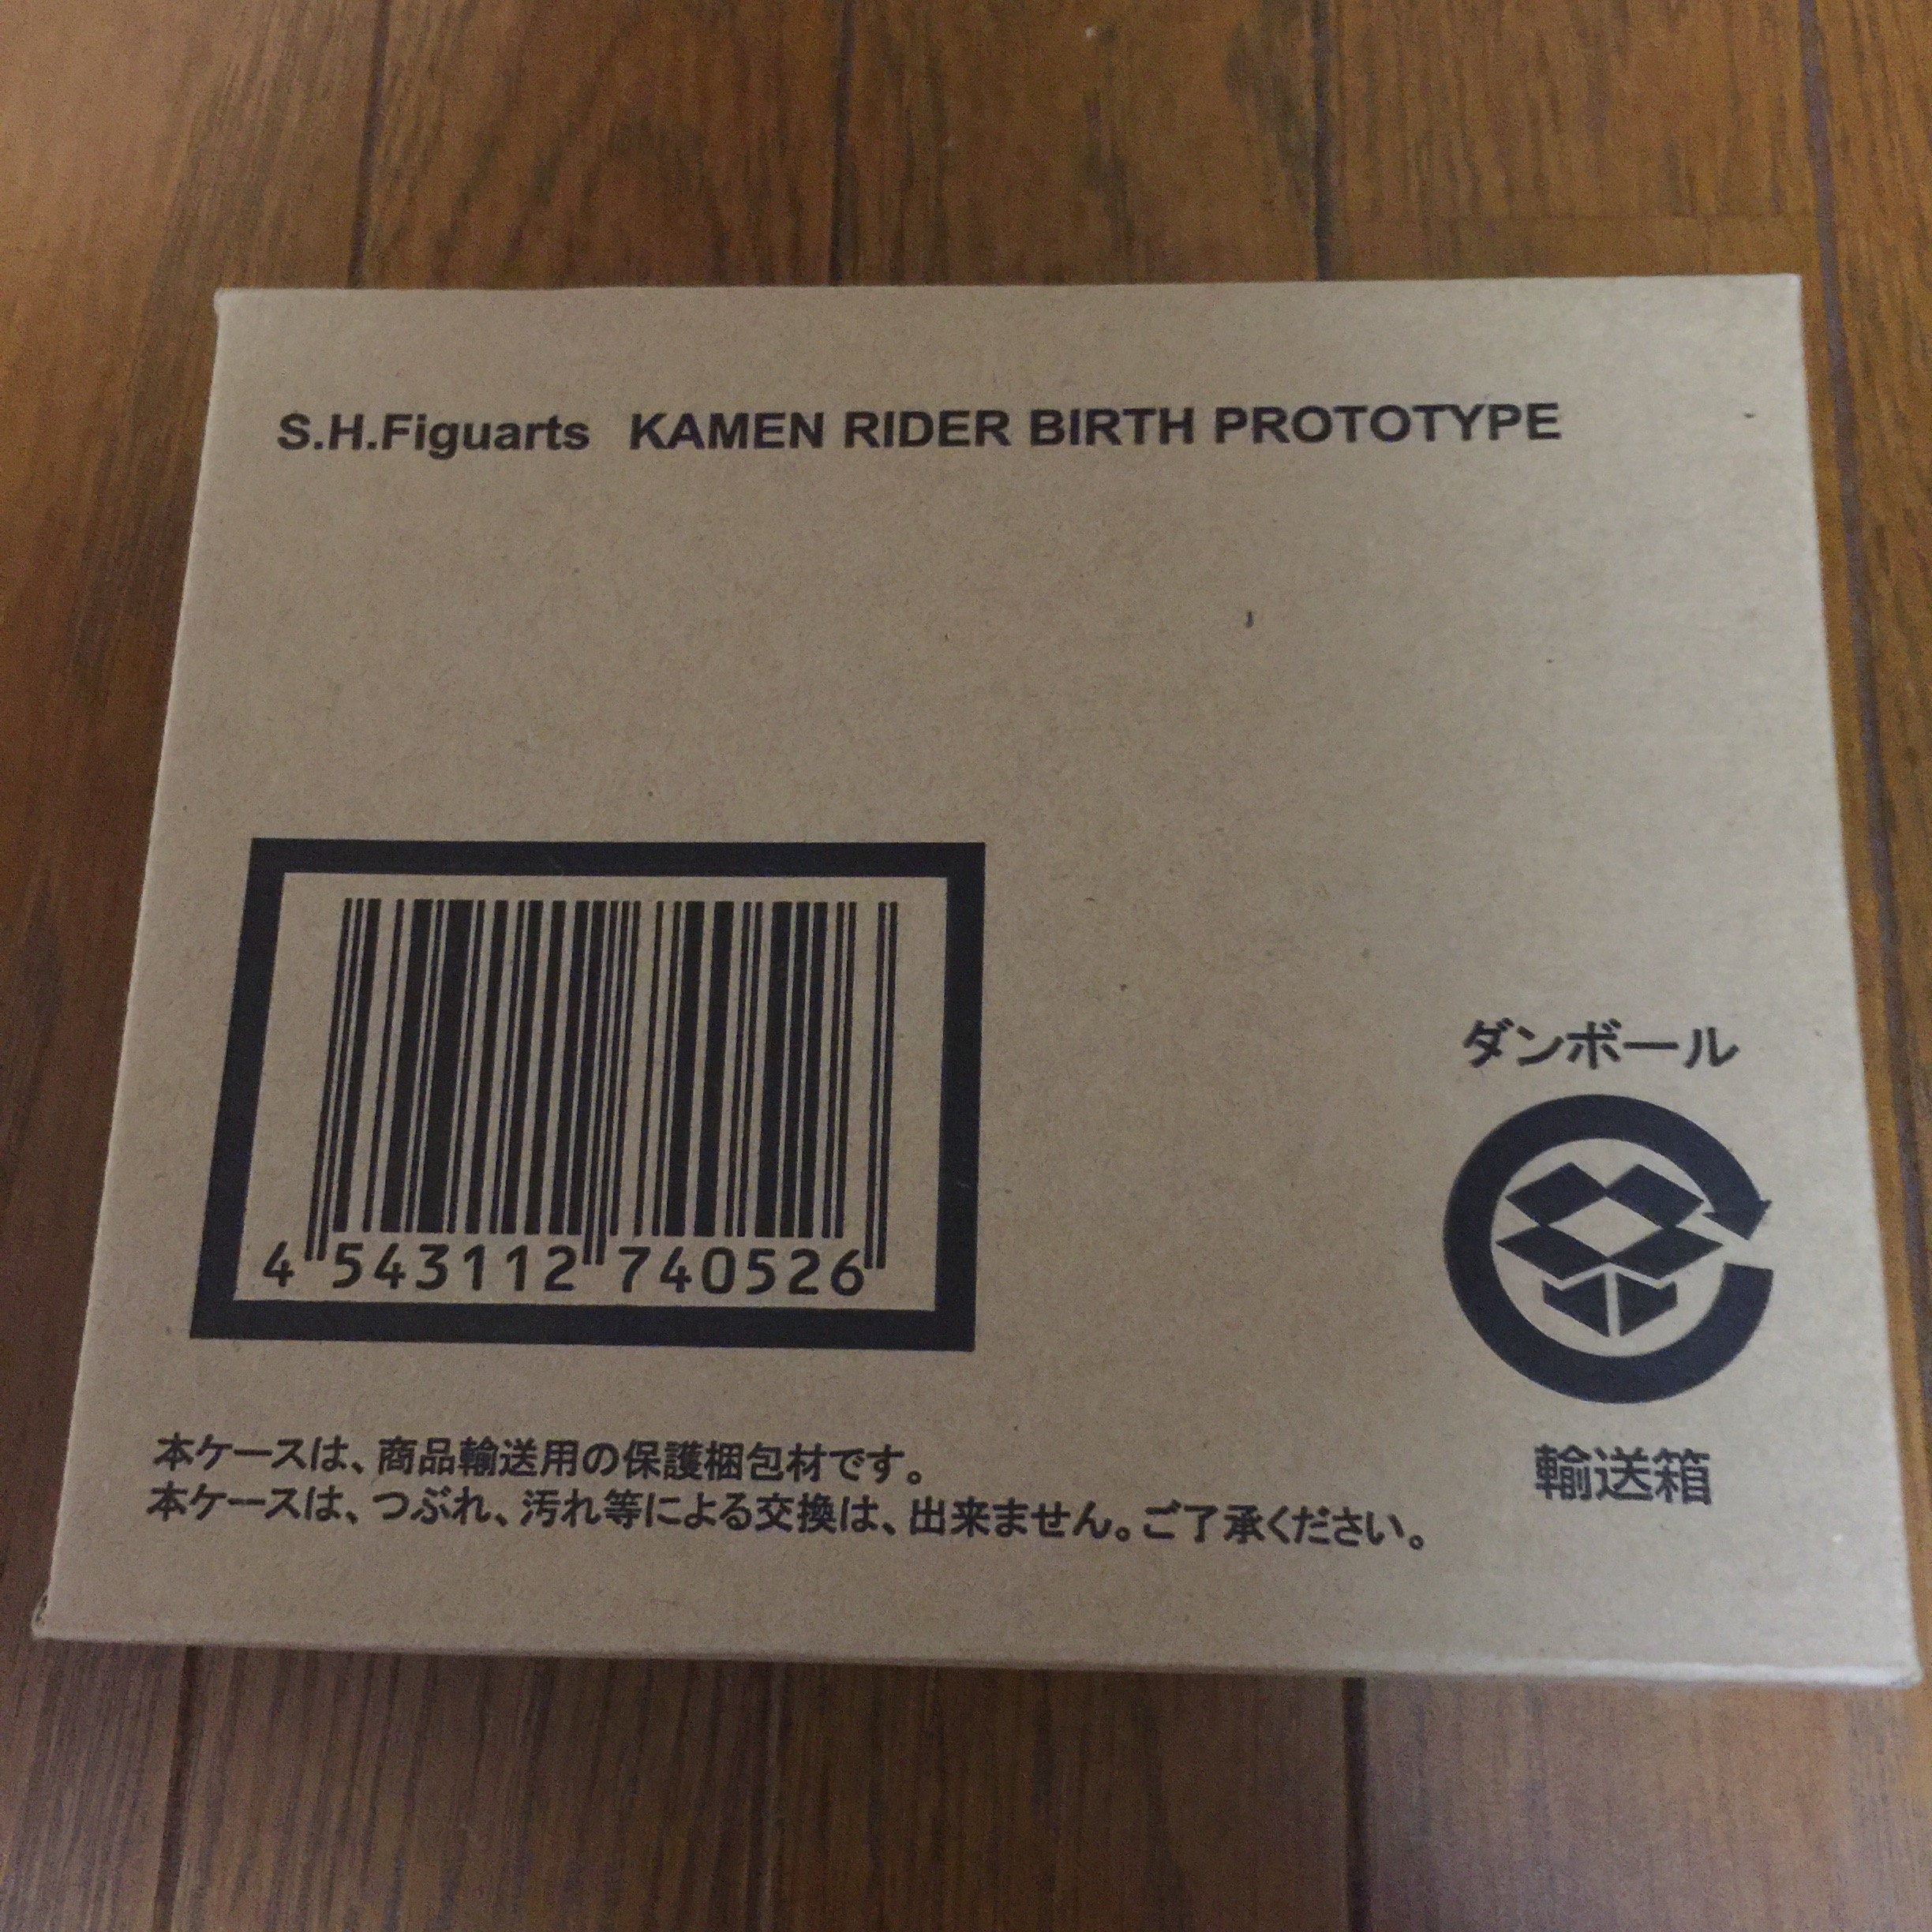 S.H.Figuarts KAMEN RIDER BIRTH PROTOTYPE
4 543112 740526
ダンボール
輸送箱
本ケースは、商品輸送用の保護梱包材です。
本ケースは、つぶれ、汚れ等による交換は、出来ません。ご了承ください。